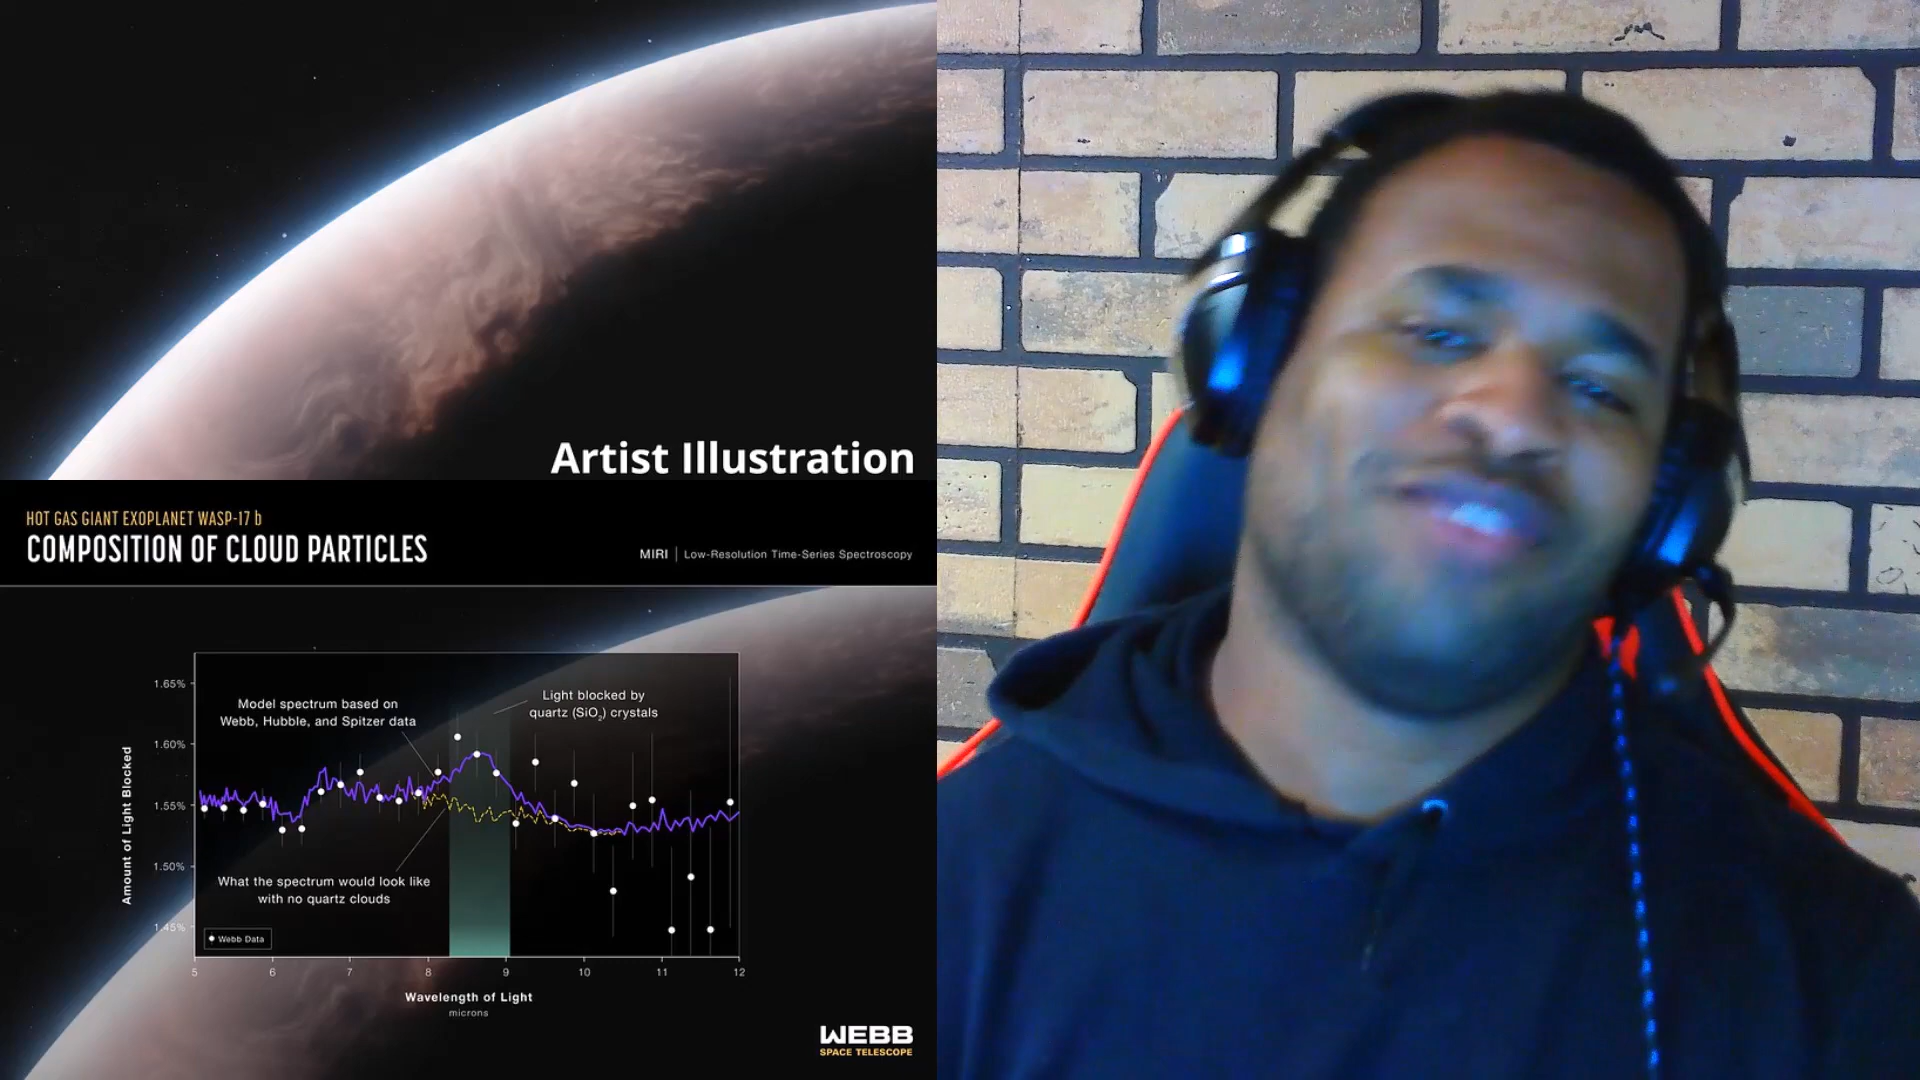 Artist Illustration
HOT GAS GIANT EXOPLANET WASP-17 b
COMPOSITION OF CLOUD PARTICLES
MIRI | Low-Resolution Time-Series Spectroscopy
1.65%
1.60%
1.55%
1.50%
1.45%
Amount of Light Blocked
Model spectrum based on
Webb, Hubble, and Spitzer data
Light blocked by
quartz (SiO₂) crystals
What the spectrum would look like
with no quartz clouds
Webb Data
5 6 7 8 9 10 11 12
Wavelength of Light
microns
WEBB
SPACE TELESCOPE